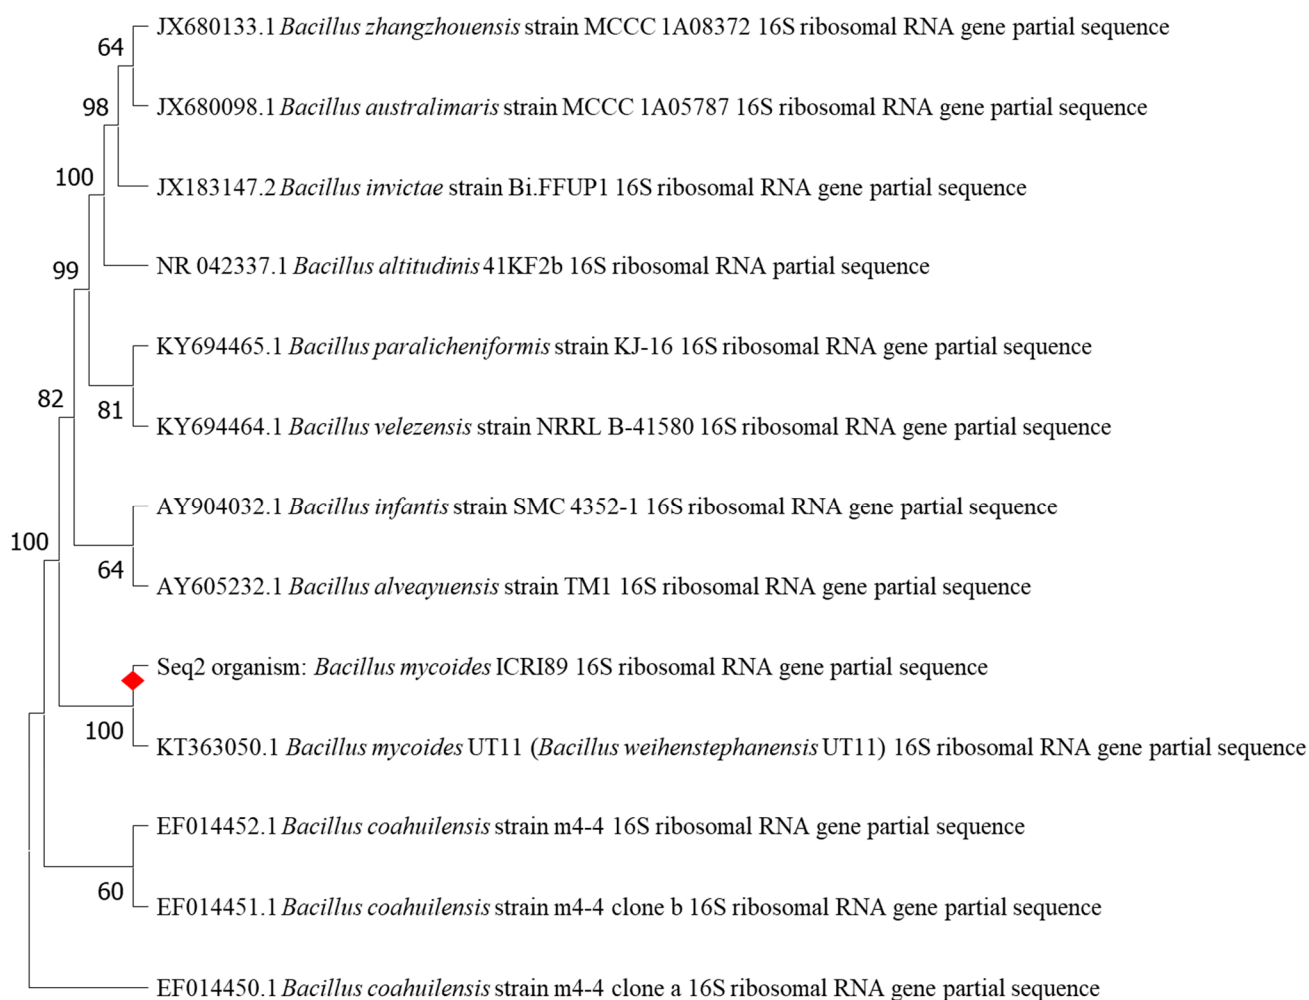 JX680133.1 Bacillus zhangzhouensis strain MCCC 1A08372 16S ribosomal RNA gene partial sequence
64
98
JX680098.1 Bacillus australimaris strain MCCC 1A05787 16S ribosomal RNA gene partial sequence
100
JX183147.2 Bacillus invictae strain Bi.FFUP1 16S ribosomal RNA gene partial sequence
99
NR 042337.1 Bacillus altitudinis 41KF2b 16S ribosomal RNA partial sequence
KY694465.1 Bacillus paralicheniformis strain KJ-16 16S ribosomal RNA gene partial sequence
82
81
KY694464.1 Bacillus velezensis strain NRRL B-41580 16S ribosomal RNA gene partial sequence
AY904032.1 Bacillus infantis strain SMC 4352-1 16S ribosomal RNA gene partial sequence
100
64
AY605232.1 Bacillus alveayuensis strain TM1 16S ribosomal RNA gene partial sequence
Seq2 organism: Bacillus mycoides ICRI89 16S ribosomal RNA gene partial sequence
100
KT363050.1 Bacillus mycoides UT11 (Bacillus weihenstephanensis UT11) 16S ribosomal RNA gene partial sequence
EF014452.1 Bacillus coahuilensis strain m4-4 16S ribosomal RNA gene partial sequence
60
EF014451.1 Bacillus coahuilensis strain m4-4 clone b 16S ribosomal RNA gene partial sequence
EF014450.1 Bacillus coahuilensis strain m4-4 clone a 16S ribosomal RNA gene partial sequence